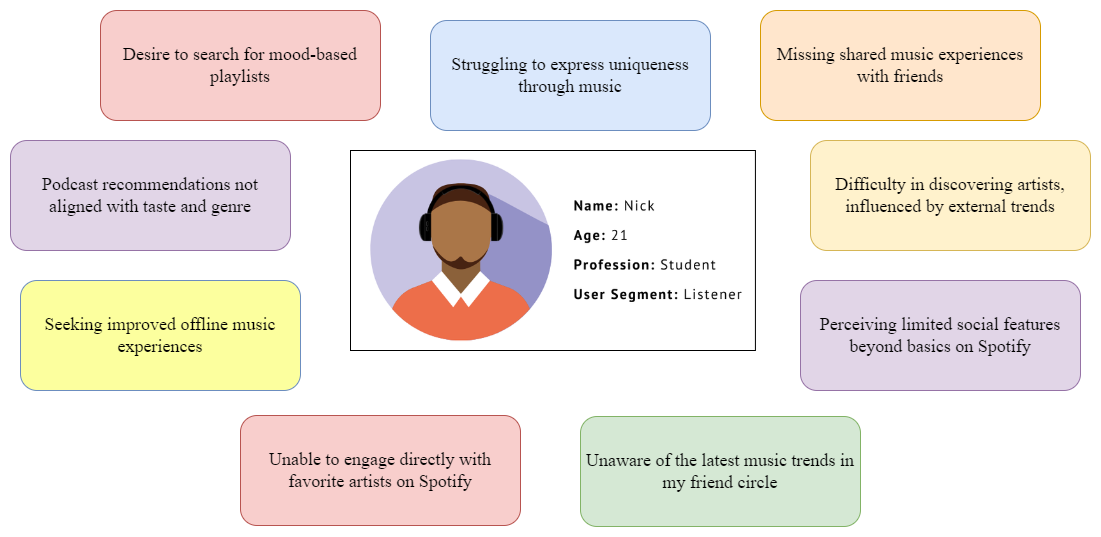 Desire to search for mood-based
playlists
Struggling to express uniqueness
through music
Missing shared music experiences
with friends
Podcast recommendations not
aligned with taste and genre
Name: Nick
Age: 21
Profession: Student
User Segment: Listener
Difficulty in discovering artists,
influenced by external trends
Seeking improved offline music
experiences
Perceiving limited social features
beyond basics on Spotify
Unable to engage directly with
favorite artists on Spotify
Unaware of the latest music trends in
my friend circle